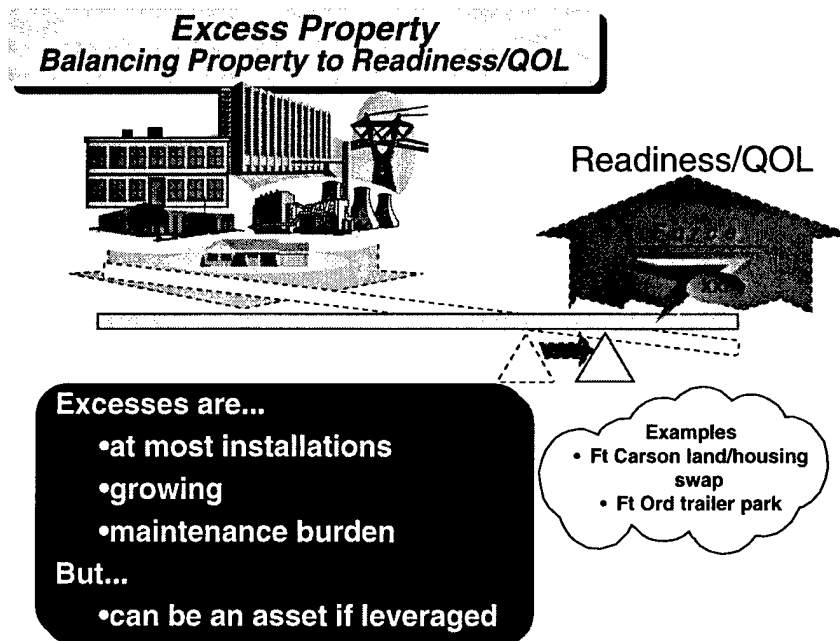 Excess Property
Balancing Property to Readiness/QOL
Readiness/QOL
Excesses are...
•at most installations
•growing
•maintenance burden
But...
•can be an asset if leveraged
Examples
• Ft Carson land/housing
swap
• Ft Ord trailer park